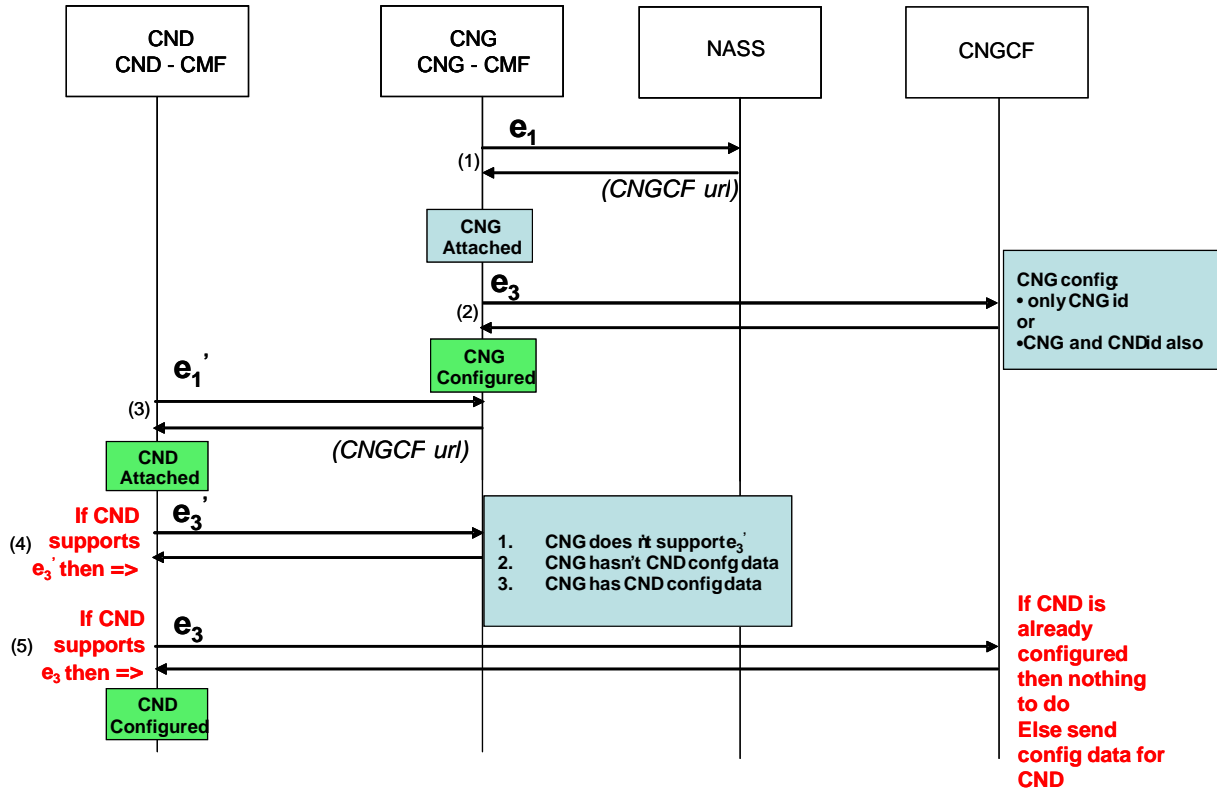 CND
CND - CMF
CNG
CNG - CMF
NASS
CNGCF
e1
(1)
(CNGCF url)
CNG
Attached
e3
(2)
CNG config:
• only CNG id
or
•CNG and CND id also
CNG
Configured
e1’
(3)
(CNGCF url)
CND
Attached
If CND
supports
e3’ then =>
(4)
e3’
1. CNG does n't support e3’
2. CNG hasn't CND confg data
3. CNG has CND config data
If CND
supports
e3 then =>
(5)
e3
CND
Configured
If CND is
already
configured
then nothing
to do
Else send
config data for
CND